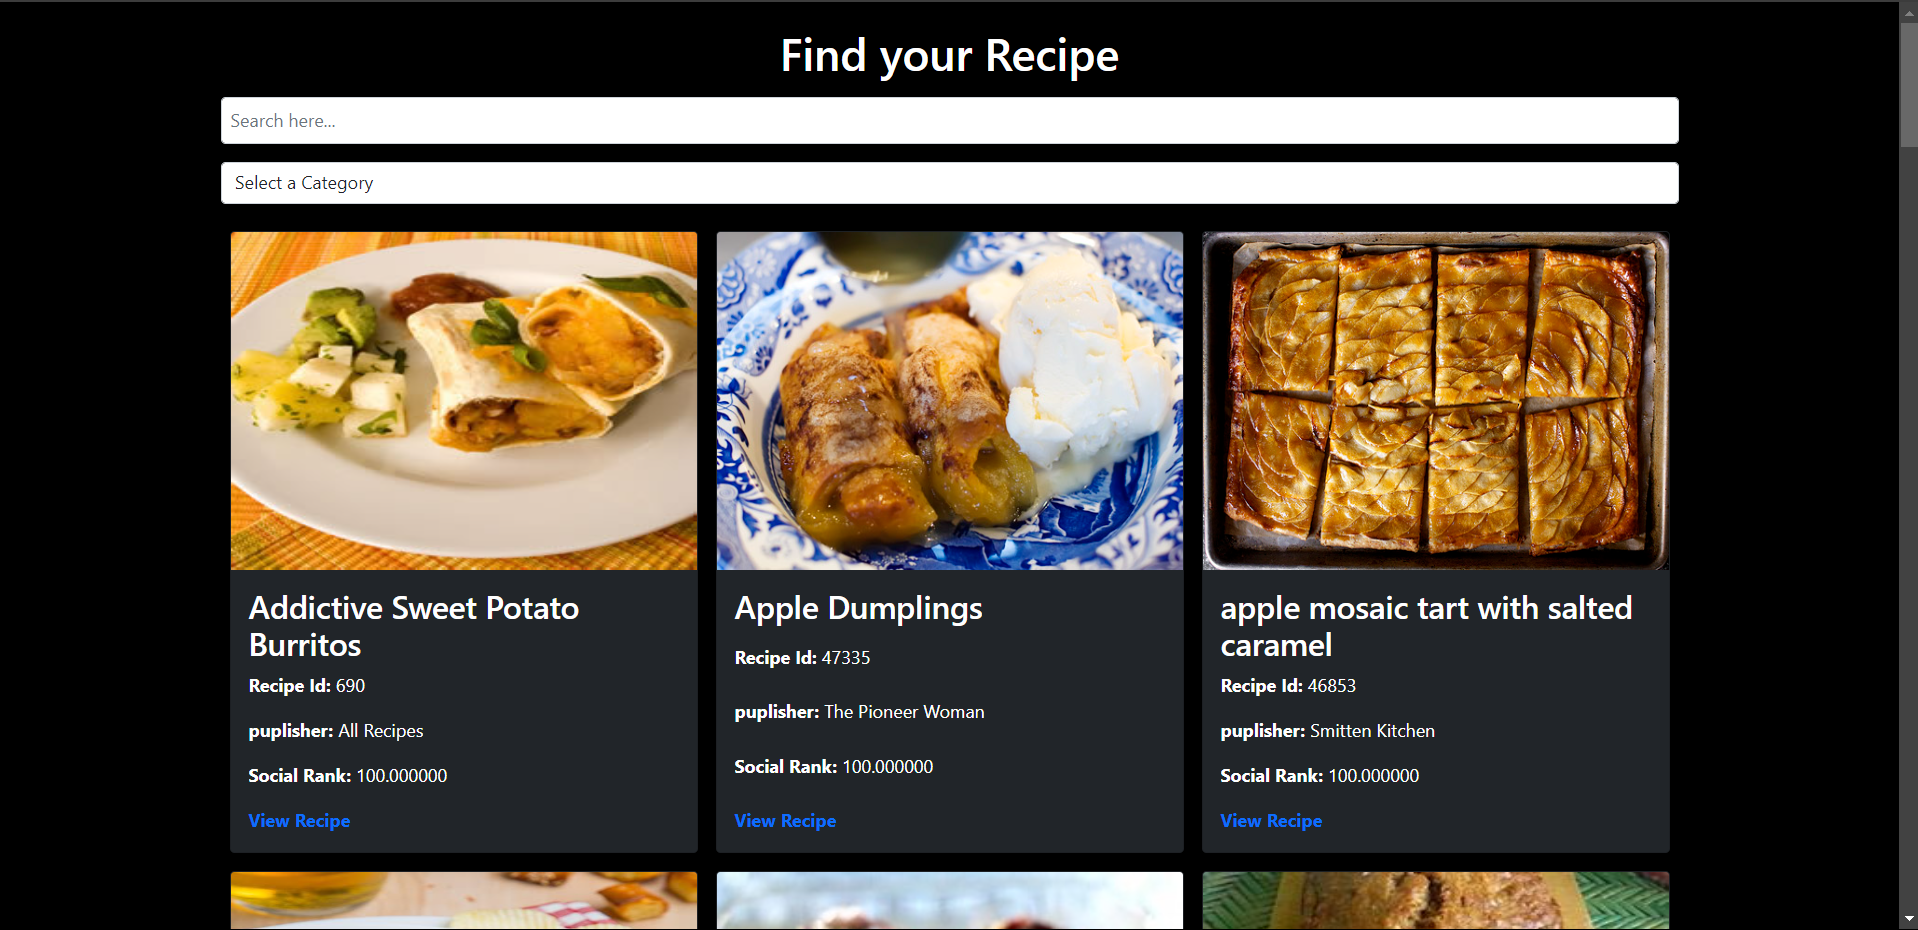 Find your Recipe
Search here...
Select a Category
Addictive Sweet Potato
Burritos
Recipe Id: 690
puplisher: All Recipes
Social Rank: 100.000000
View Recipe
Apple Dumplings
Recipe Id: 47335
puplisher: The Pioneer Woman
Social Rank: 100.000000
View Recipe
apple mosaic tart with salted
caramel
Recipe Id: 46853
puplisher: Smitten Kitchen
Social Rank: 100.000000
View Recipe